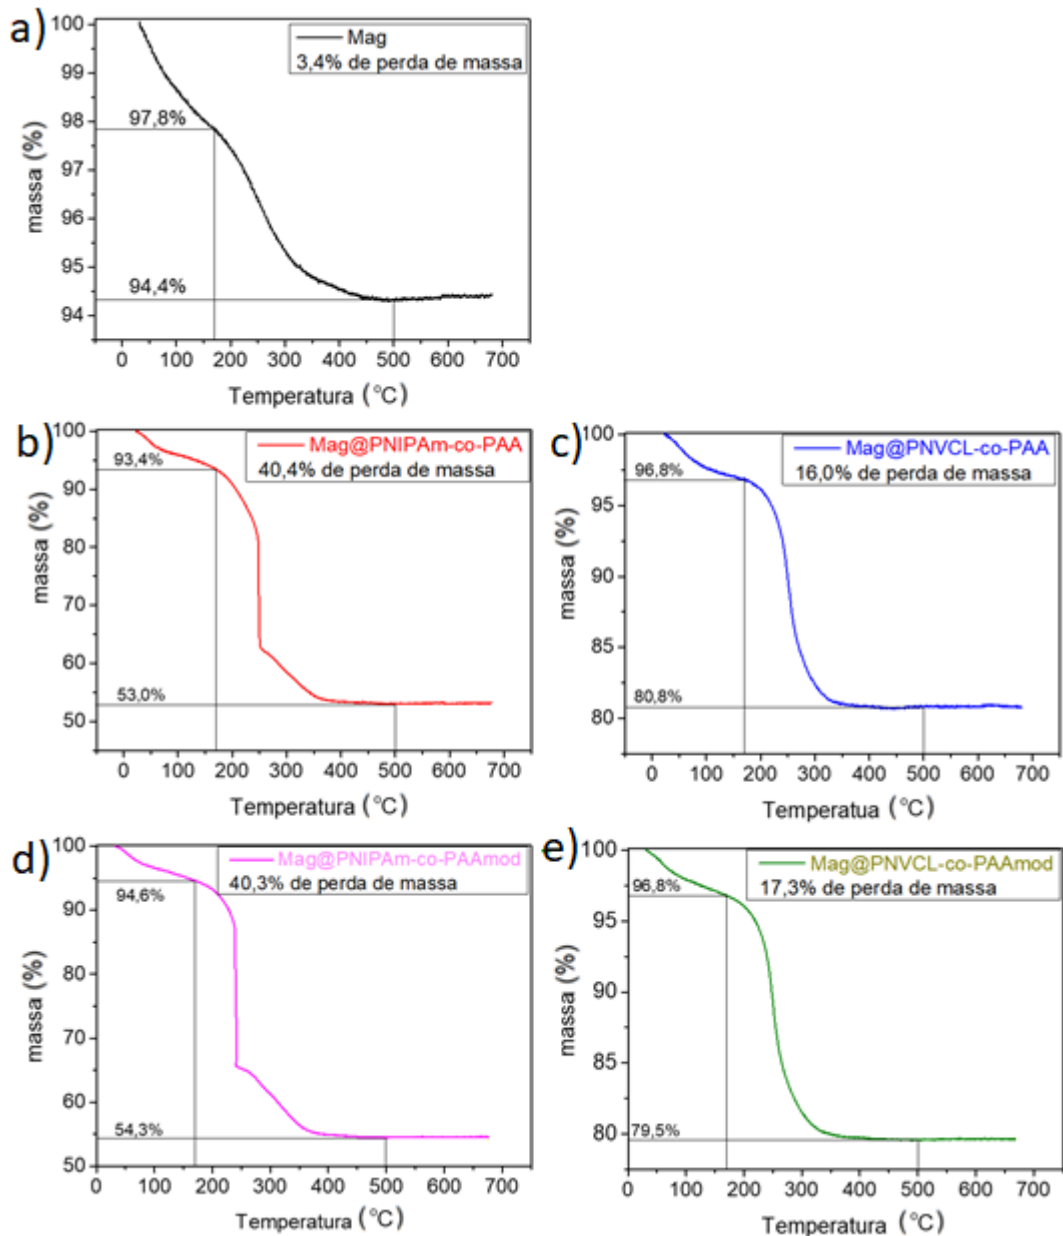 a)
Mag
3,4% de perda de massa
97,8%
94,4%
massa (%)
100
99
98
97
96
95
94
0 100 200 300 400 500 600 700
Temperatura (°C)
b)
Mag@PNIPAm-co-PAA
40,4% de perda de massa
93,4%
53,0%
massa (%)
100
90
80
70
60
50
0 100 200 300 400 500 600 700
Temperatura (°C)
c)
Mag@PNVCL-co-PAA
16,0% de perda de massa
96,8%
80,8%
massa (%)
100
95
90
85
80
0 100 200 300 400 500 600 700
Temperatua (°C)
d)
Mag@PNIPAm-co-PAAmod
40,3% de perda de massa
94,6%
54,3%
massa (%)
100
90
80
70
60
50
0 100 200 300 400 500 600 700
Temperatura (°C)
e)
Mag@PNVCL-co-PAAmod
17,3% de perda de massa
96,8%
79,5%
massa (%)
100
95
90
85
80
0 100 200 300 400 500 600 700
Temperatura (°C)